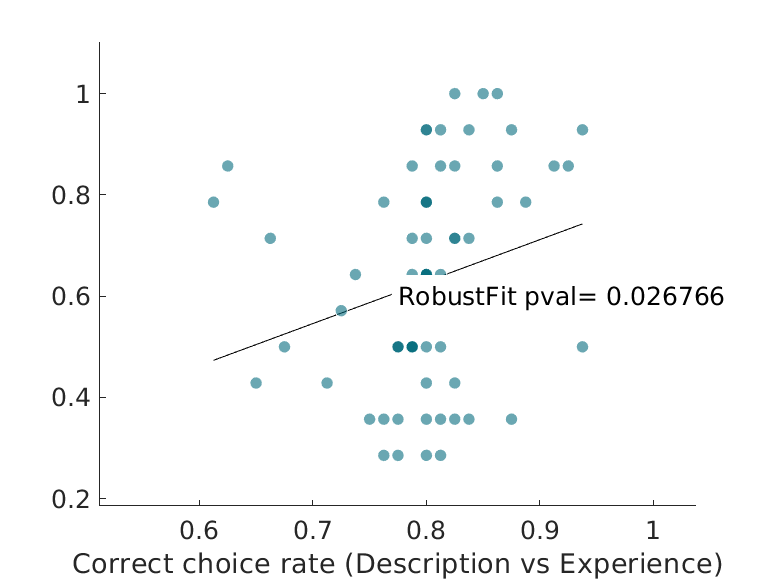 1
0.8
0.6
RobustFit pval= 0.026766
0.4
0.2
0.6 0.7 0.8 0.9 1
Correct choice rate (Description vs Experience)